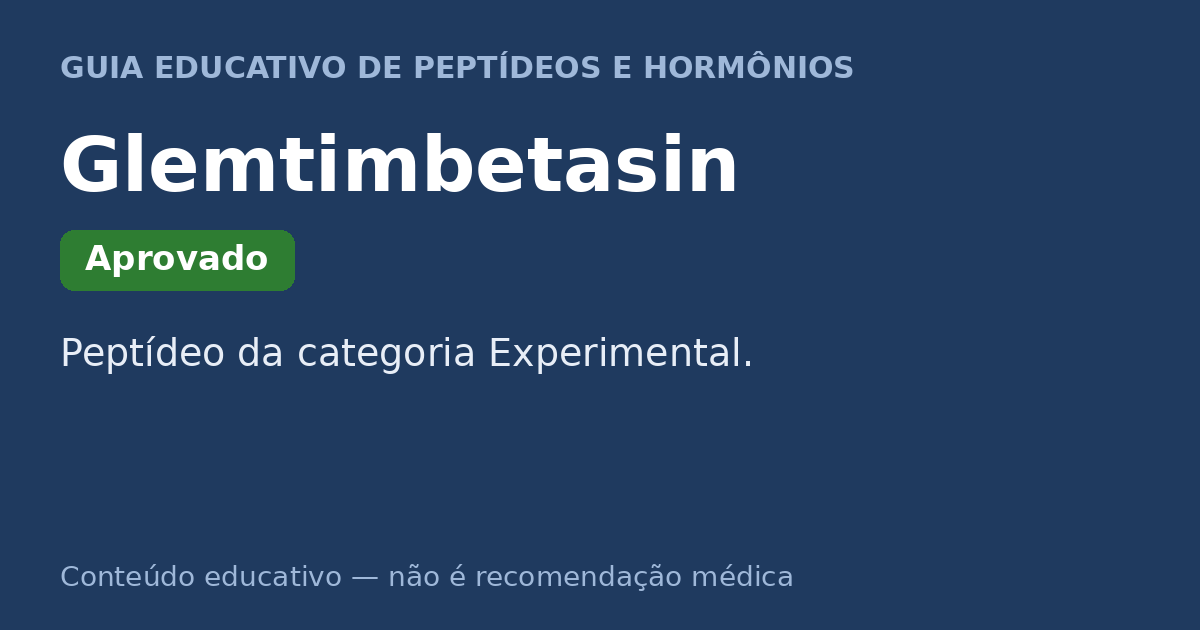 GUIA EDUCATIVO DE PEPTÍDEOS E HORMÔNIOS
Glemtimbetasin
Aprovado
Peptídeo da categoria Experimental.
Conteúdo educativo — não é recomendação médica